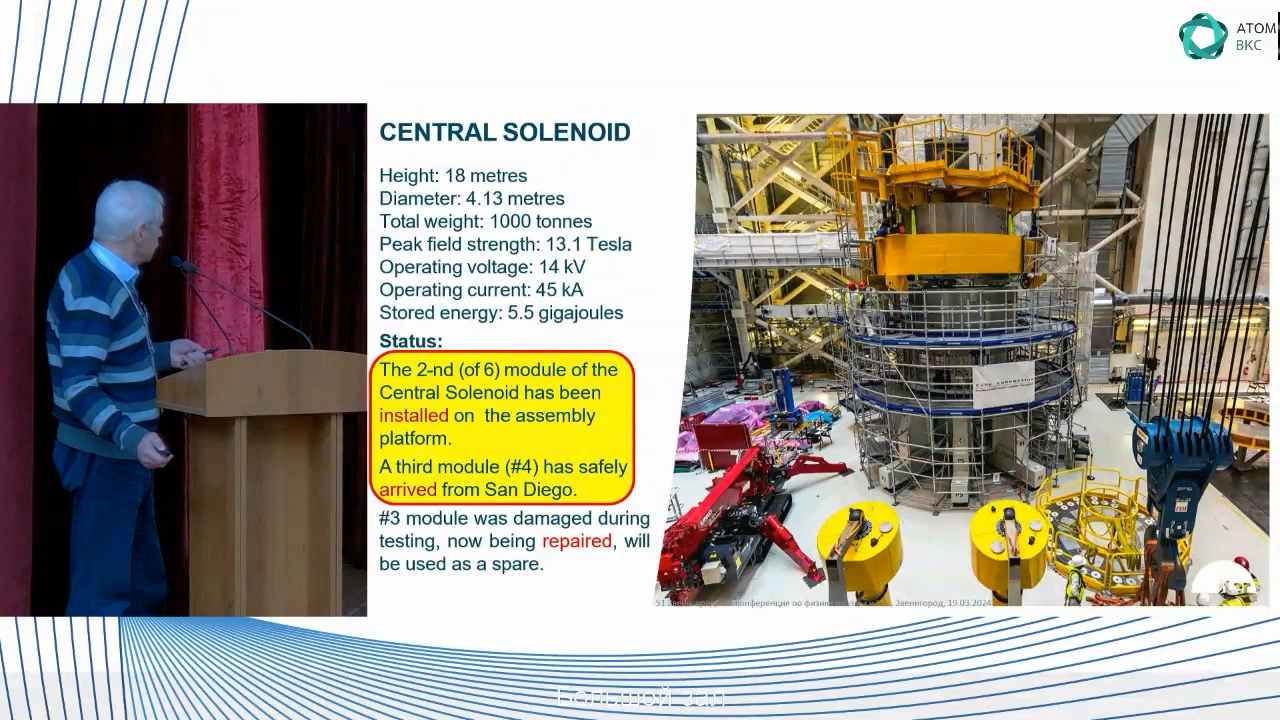 АТОМ
ВКС
CENTRAL SOLENOID
Height: 18 metres
Diameter: 4.13 metres
Total weight: 1000 tonnes
Peak field strength: 13.1 Tesla
Operating voltage: 14 kV
Operating current: 45 kA
Stored energy: 5.5 gigajoules
Status:
The 2-nd (of 6) module of the
Central Solenoid has been
installed on the assembly
platform.
A third module (#4) has safely
arrived from San Diego.
#3 module was damaged during
testing, now being repaired, will
be used as a spare.
51 конференция по Звенигород, 19.03.2024
Большой зал